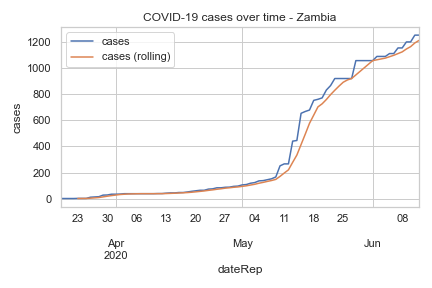 COVID-19 cases over time - Zambia
cases
cases (rolling)
cases
1200
1000
800
600
400
200
0
23 30 06 13 20 27 04 11 18 25 08
Apr May Jun
2020
dateRep